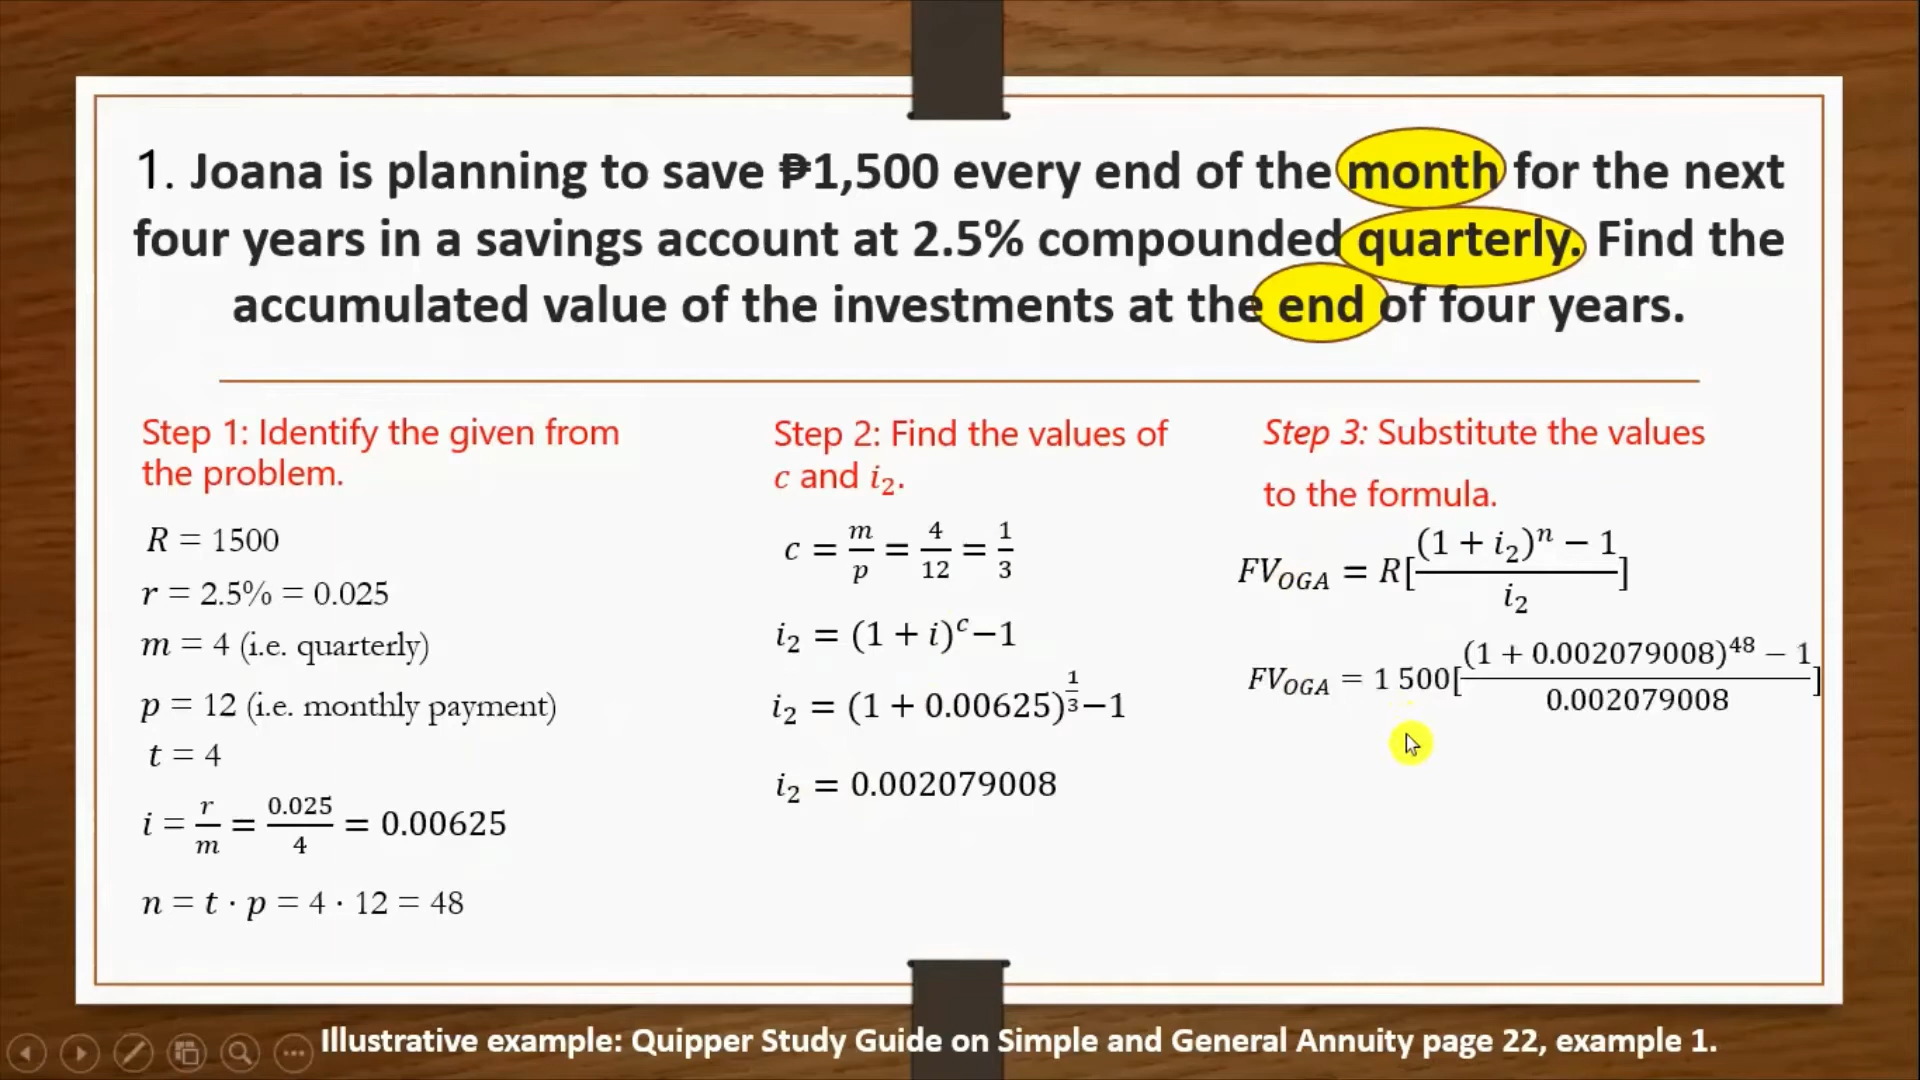 1. Joana is planning to save ₱1,500 every end of the month for the next
four years in a savings account at 2.5% compounded quarterly. Find the
accumulated value of the investments at the end of four years.
Step 1: Identify the given from
the problem.
R = 1500
r = 2.5% = 0.025
m = 4 (i.e. quarterly)
p = 12 (i.e. monthly payment)
t = 4
i = r/m = 0.025/4 = 0.00625
n = t · p = 4 · 12 = 48
Step 2: Find the values of
c and i₂.
c = m/p = 4/12 = 1/3
i₂ = (1 + i)^c − 1
i₂ = (1 + 0.00625)^(1/3) − 1
i₂ = 0.002079008
Step 3: Substitute the values
to the formula.
FV_OGA = R[((1 + i₂)^n − 1)/i₂]
FV_OGA = 1 500[((1 + 0.002079008)^48 − 1)/0.002079008]
Illustrative example: Quipper Study Guide on Simple and General Annuity page 22, example 1.